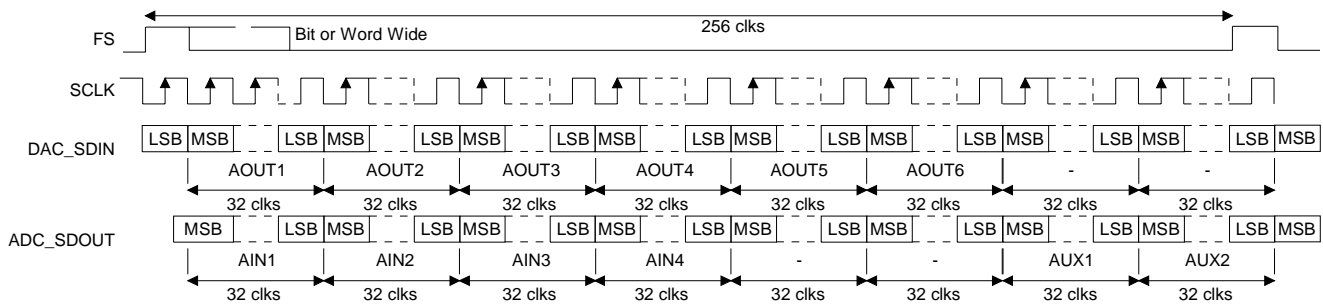 256 clks
FS
Bit or Word Wide
SCLK
DAC_SDIN
LSB MSB LSB MSB LSB MSB LSB MSB LSB MSB LSB MSB LSB MSB LSB MSB LSB MSB
AOUT1 AOUT2 AOUT3 AOUT4 AOUT5 AOUT6 - -
32 clks 32 clks 32 clks 32 clks 32 clks 32 clks 32 clks 32 clks
ADC_SDOUT
MSB LSB MSB LSB MSB LSB MSB LSB MSB LSB MSB LSB MSB LSB MSB LSB MSB
AIN1 AIN2 AIN3 AIN4 - - AUX1 AUX2
32 clks 32 clks 32 clks 32 clks 32 clks 32 clks 32 clks 32 clks